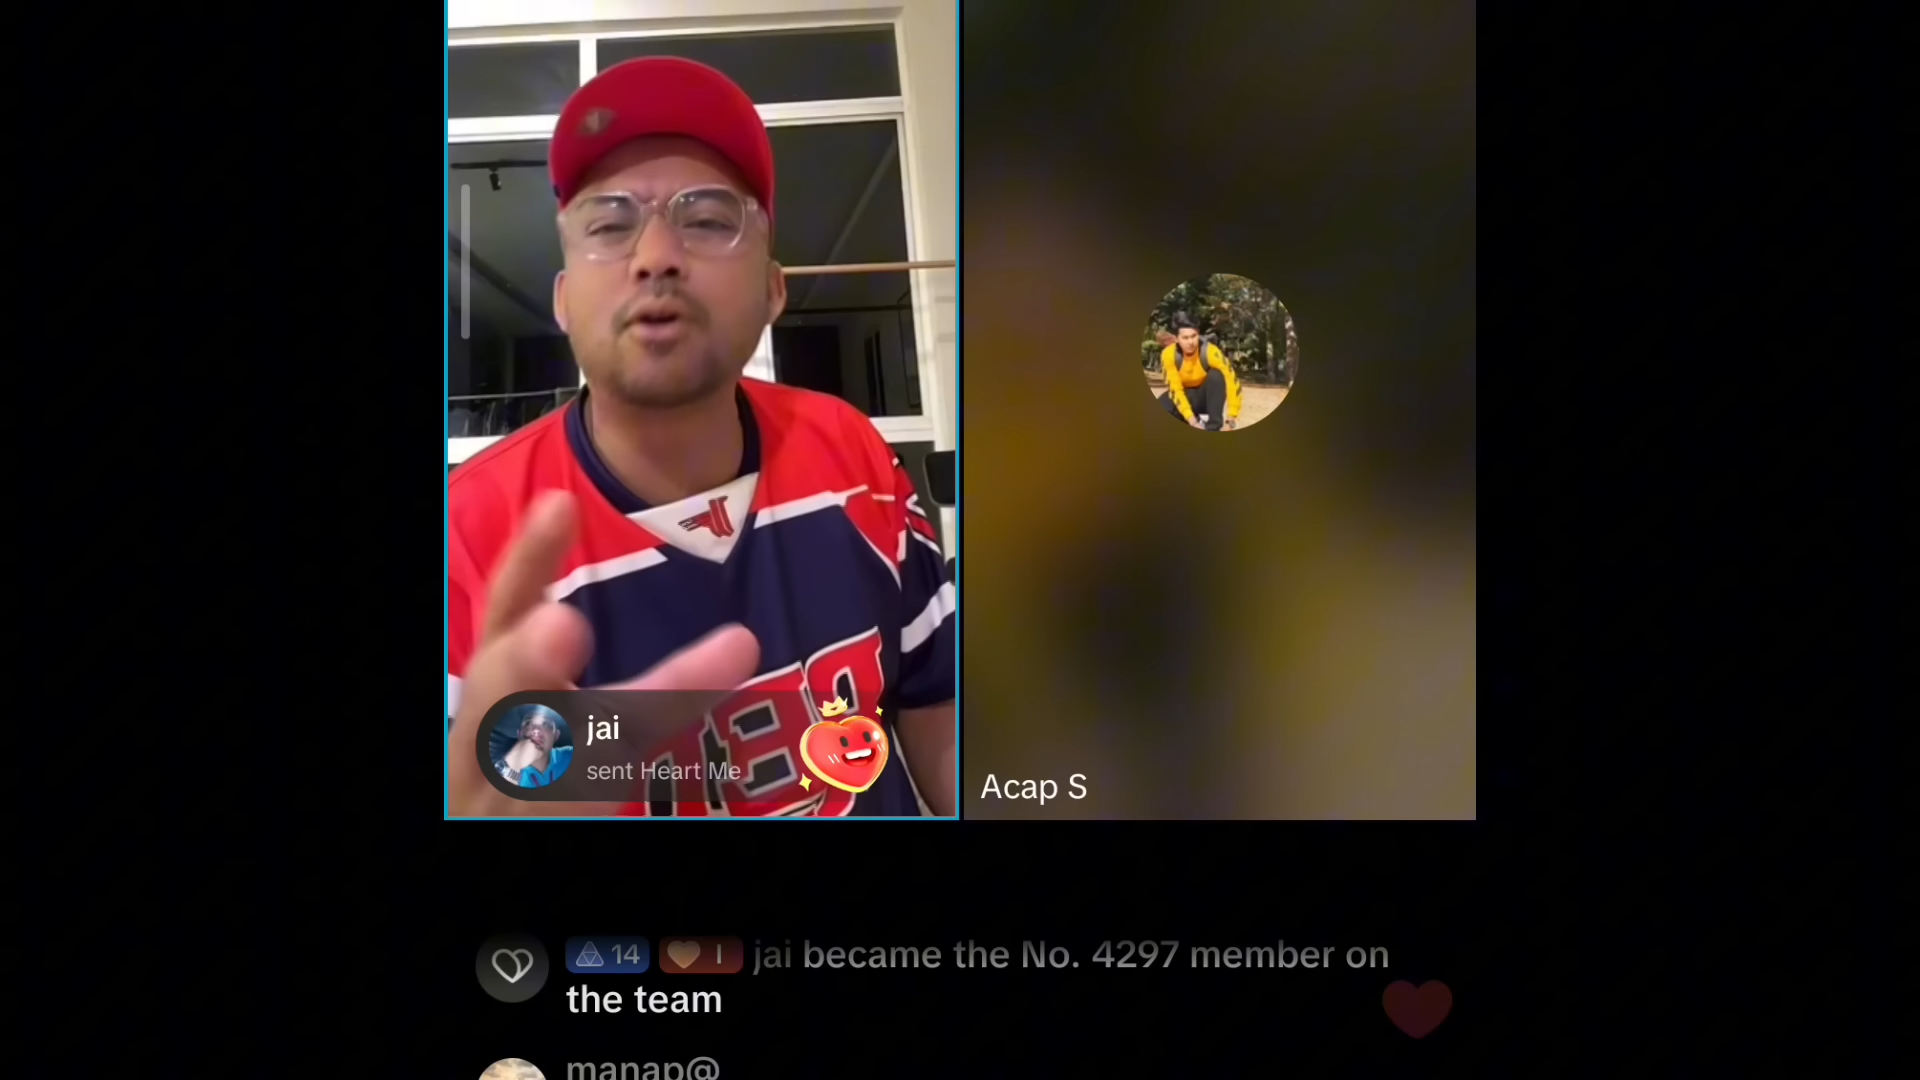 jai
sent Heart Me
Acap S
14 I jai became the No. 4297 member on
the team
manap@